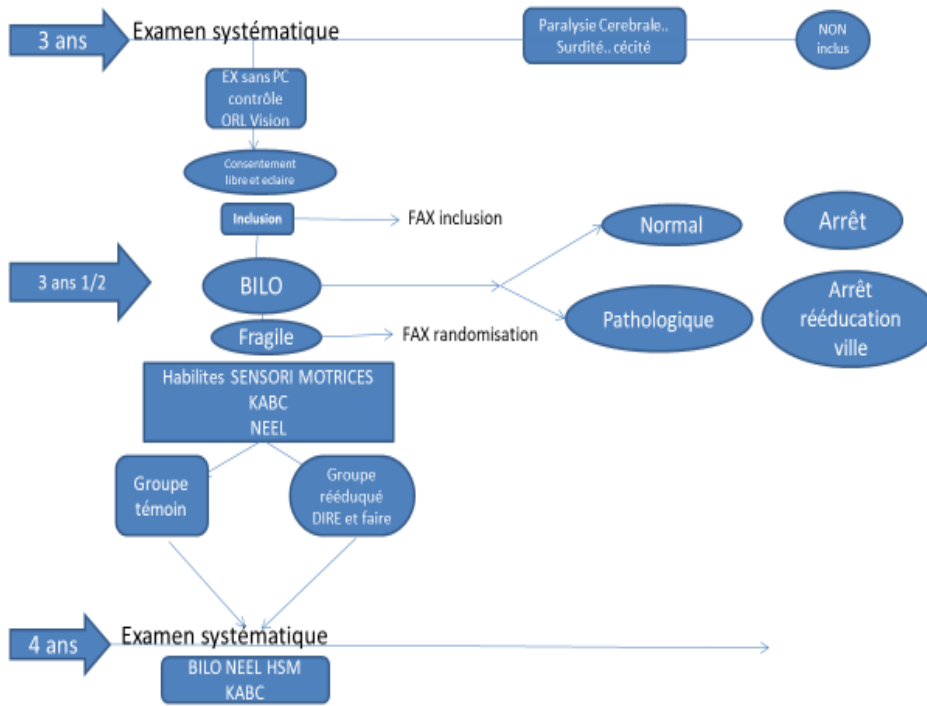 3 ans
Examen systématique
Paralysie Cerebrale..
Surdité.. cécité
NON
inclus
EX sans PC
contrôle
ORL Vision
Consentement
libre et eclaire
Inclusion
FAX inclusion
Normal
Arrêt
3 ans 1/2
BILO
Pathologique
Arrêt
rééducation
ville
Fragile
FAX randomisation
Habilites SENSORI MOTRICES
KABC
NEEL
Groupe
témoin
Groupe
rééduqué
DIRE et faire
4 ans
Examen systématique
BILO NEEL HSM
KABC